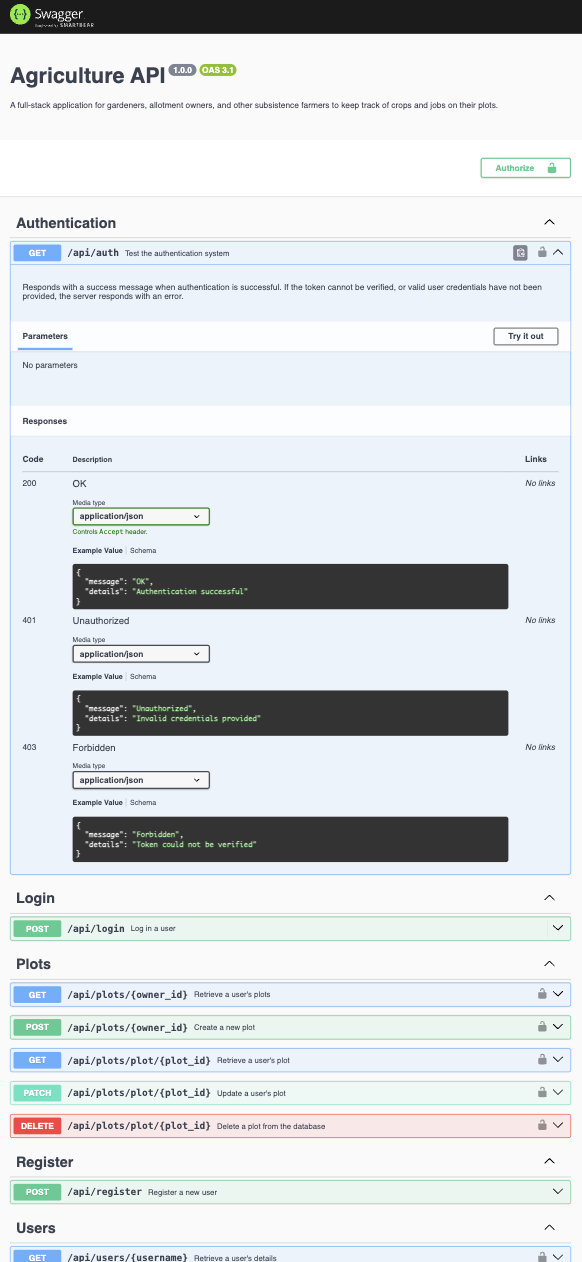 Swagger.
Supported by SMARTBEAR
Agriculture API 1.0.0 OAS 3.1
A full-stack application for gardeners, allotment owners, and other subsistence farmers to keep track of crops and jobs on their plots.
Authorize
Authentication
GET /api/auth Test the authentication system
Responds with a success message when authentication is successful. If the token cannot be verified, or valid user credentials have not been
provided, the server responds with an error.
Parameters Try it out
No parameters
Responses
Code Description Links
200 OK No links
Media type
application/json
Controls Accept header.
Example Value Schema
{
"message": "OK",
"details": "Authentication successful"
}
401 Unauthorized No links
Media type
application/json
Example Value Schema
{
"message": "Unauthorized",
"details": "Invalid credentials provided"
}
403 Forbidden No links
Media type
application/json
Example Value Schema
{
"message": "Forbidden",
"details": "Token could not be verified"
}
Login
POST /api/login Log in a user
Plots
GET /api/plots/{owner_id} Retrieve a user's plots
POST /api/plots/{owner_id} Create a new plot
GET /api/plots/plot/{plot_id} Retrieve a user's plot
PATCH /api/plots/plot/{plot_id} Update a user's plot
DELETE /api/plots/plot/{plot_id} Delete a plot from the database
Register
POST /api/register Register a new user
Users
GET /api/users/{username} Retrieve a user's details